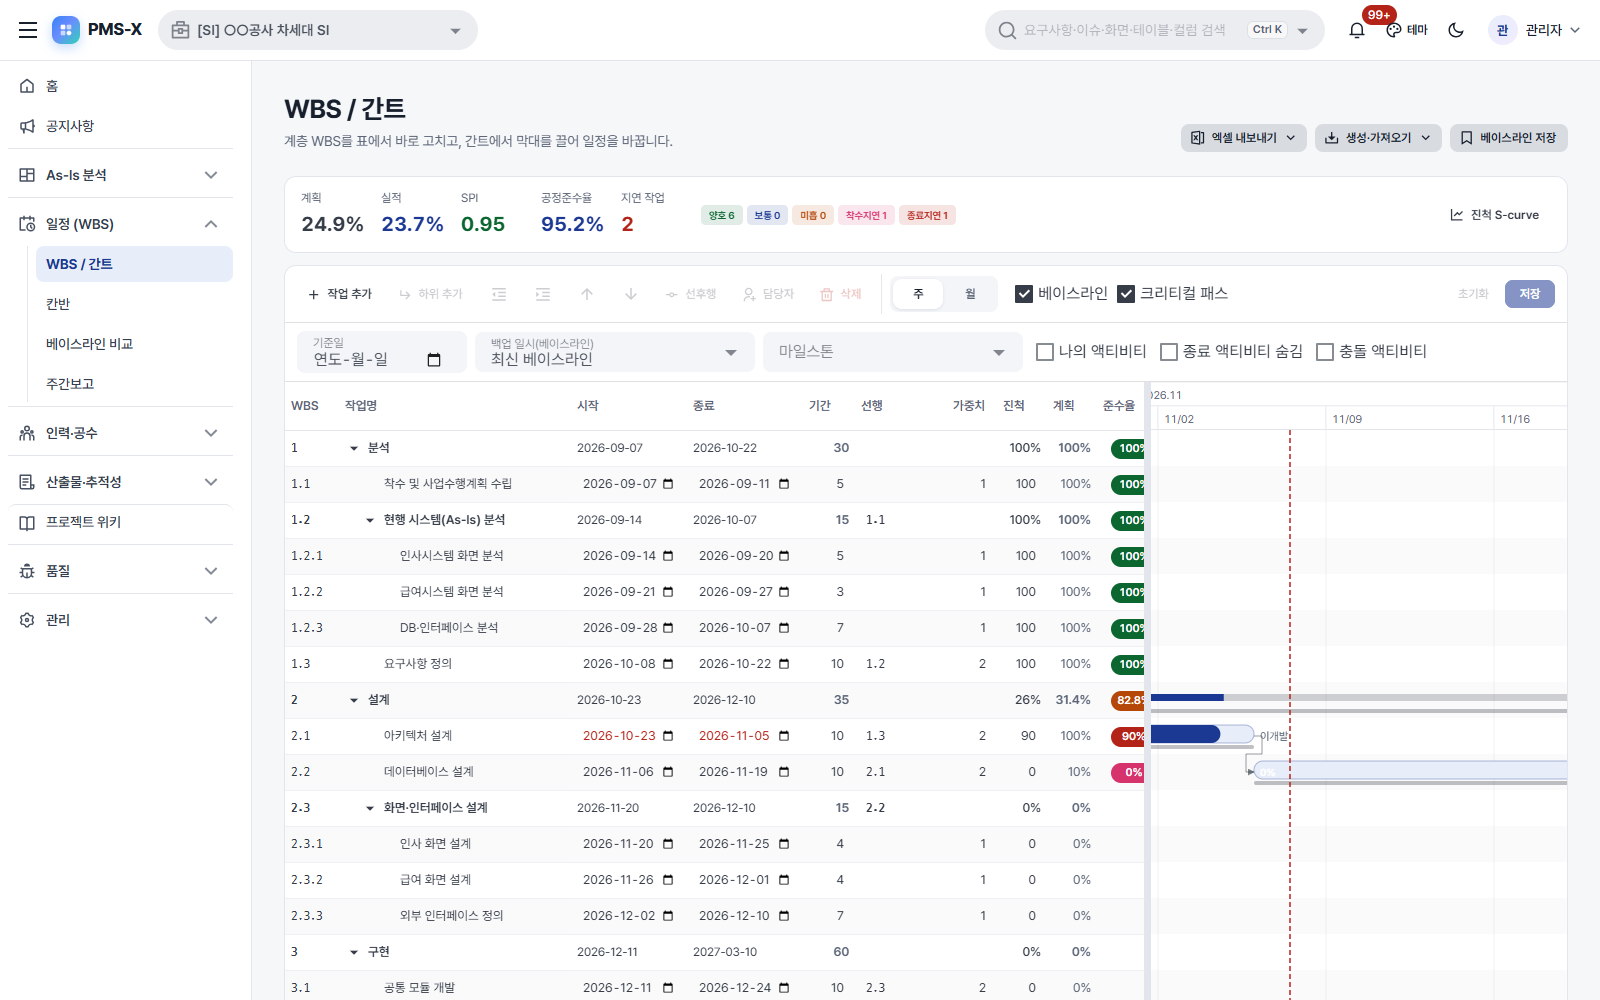 PMS-X
[SI] 〇〇공사 차세대 SI
요구사항·이슈·화면·테이블·컬럼 검색
Ctrl K
99+
테마
관
관리자
홈
공지사항
As-Is 분석
일정 (WBS)
WBS / 간트
칸반
베이스라인 비교
주간보고
인력·공수
산출물·추적성
프로젝트 위키
품질
관리
WBS / 간트
계층 WBS를 표에서 바로 고치고, 간트에서 막대를 끌어 일정을 바꿉니다.
엑셀 내보내기
생성·가져오기
베이스라인 저장
계획 실적 SPI 공정준수율 지연 작업
24.9% 23.7% 0.95 95.2% 2
양호 6 보통 0 미흡 0 착수지연 1 종료지연 1
진척 S-curve
작업 추가 하위 추가 선후행 담당자 삭제
주 월
베이스라인 크리티컬 패스
초기화 저장
기준일
연도-월-일
백업 일시(베이스라인)
최신 베이스라인
마일스톤
나의 액티비티 종료 액티비티 숨김 충돌 액티비티
WBS 작업명 시작 종료 기간 선행 가중치 진척 계획 준수율
026.11
11/02 11/09 11/16
1 분석 2026-09-07 2026-10-22 30 100% 100% 100%
1.1 착수 및 사업수행계획 수립 2026-09-07 2026-09-11 5 1 100 100% 100%
1.2 현행 시스템(As-Is) 분석 2026-09-14 2026-10-07 15 1.1 100% 100% 100%
1.2.1 인사시스템 화면 분석 2026-09-14 2026-09-20 5 1 100 100% 100%
1.2.2 급여시스템 화면 분석 2026-09-21 2026-09-27 3 1 100 100% 100%
1.2.3 DB·인터페이스 분석 2026-09-28 2026-10-07 7 1 100 100% 100%
1.3 요구사항 정의 2026-10-08 2026-10-22 10 1.2 2 100 100% 100%
2 설계 2026-10-23 2026-12-10 35 26% 31.4% 82.8%
2.1 아키텍처 설계 2026-10-23 2026-11-05 10 1.3 2 90 100% 90%
이개발
2.2 데이터베이스 설계 2026-11-06 2026-11-19 10 2.1 2 0 10% 0%
0%
2.3 화면·인터페이스 설계 2026-11-20 2026-12-10 15 2.2 0% 0%
2.3.1 인사 화면 설계 2026-11-20 2026-11-25 4 1 0 0%
2.3.2 급여 화면 설계 2026-11-26 2026-12-01 4 1 0 0%
2.3.3 외부 인터페이스 정의 2026-12-02 2026-12-10 7 1 0 0%
3 구현 2026-12-11 2027-03-10 60 0% 0%
3.1 공통 모듈 개발 2026-12-11 2026-12-24 10 2.3 2 0 0%